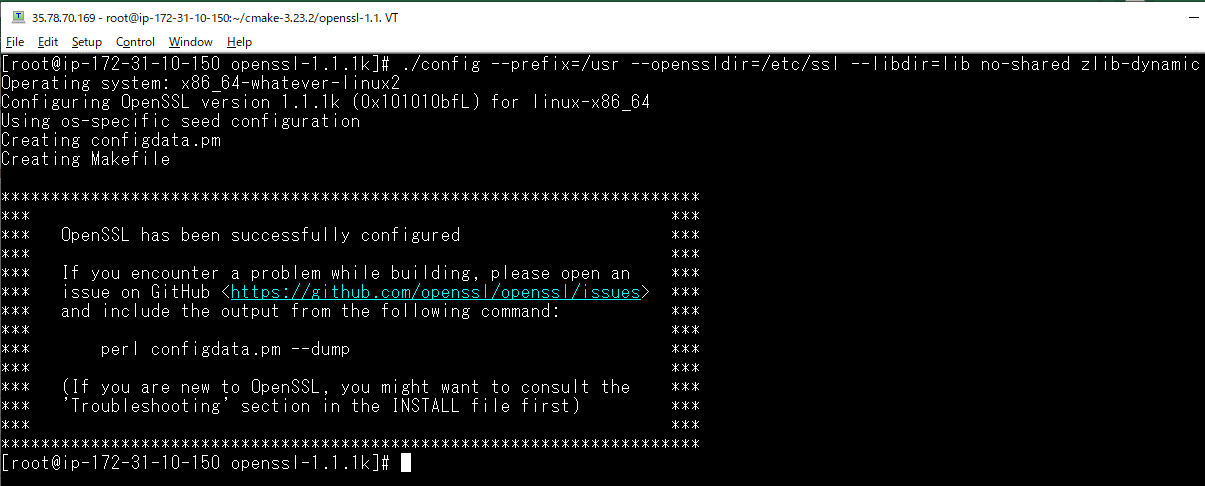 35.78.70.169 - root@ip-172-31-10-150:~/cmake-3.23.2/openssl-1.1. VT
File Edit Setup Control Window Help
[root@ip-172-31-10-150 openssl-1.1.1k]# ./config --prefix=/usr --openssldir=/etc/ssl --libdir=lib no-shared zlib-dynamic
Operating system: x86_64-whatever-linux2
Configuring OpenSSL version 1.1.1k (0x101010bfL) for linux-x86_64
Using os-specific seed configuration
Creating configdata.pm
Creating Makefile
**********************************************************************
***                                                                ***
***   OpenSSL has been successfully configured                     ***
***                                                                ***
***   If you encounter a problem while building, please open an    ***
***   issue on GitHub <https://github.com/openssl/openssl/issues>  ***
***   and include the output from the following command:           ***
***                                                                ***
***       perl configdata.pm --dump                                ***
***                                                                ***
***   (If you are new to OpenSSL, you might want to consult the    ***
***   'Troubleshooting' section in the INSTALL file first)         ***
***                                                                ***
**********************************************************************
[root@ip-172-31-10-150 openssl-1.1.1k]#